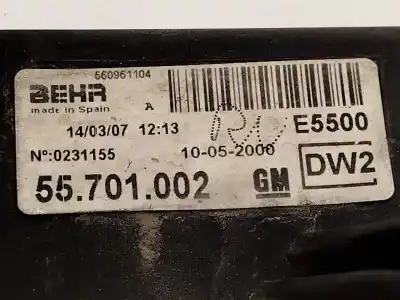 560961104
BEHR
made in Spain
A
14/03/07 12:13
E5500
Nº:0231155
10-05-2000
DW2
55.701.002
GM